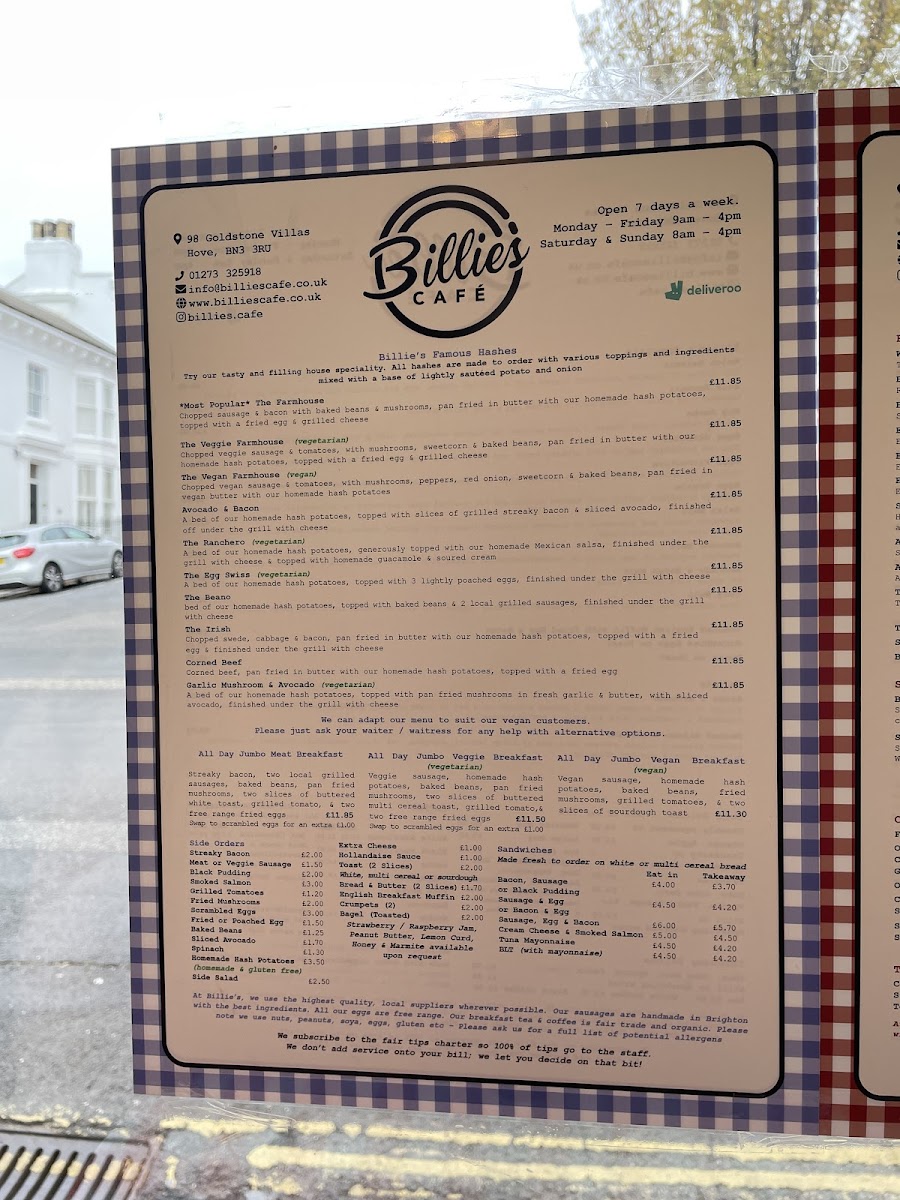 98 Goldstone Villas
Hove, BN3 3RU
01273 325918
info@billiescafe.co.uk
www.billiescafe.co.uk
billies.cafe
Billie's
CAFÉ
Open 7 days a week.
Monday - Friday 9am - 4pm
Saturday & Sunday 8am - 4pm
deliveroo
Billie's Famous Hashes
Try our tasty and filling house speciality. All hashes are made to order with various toppings and ingredients
mixed with a base of lightly sautéed potato and onion
*Most Popular* The Farmhouse £11.85
Chopped sausage & bacon with baked beans & mushrooms, pan fried in butter with our homemade hash potatoes,
topped with a fried egg & grilled cheese
The Veggie Farmhouse (vegetarian) £11.85
Chopped veggie sausage & tomatoes, with mushrooms, sweetcorn & baked beans, pan fried in butter with our
homemade hash potatoes, topped with a fried egg & grilled cheese
The Vegan Farmhouse (vegan) £11.85
Chopped vegan sausage & tomatoes, with mushrooms, peppers, red onion, sweetcorn & baked beans, pan fried in
vegan butter with our homemade hash potatoes
Avocado & Bacon £11.85
A bed of our homemade hash potatoes, topped with slices of grilled streaky bacon & sliced avocado, finished
off under the grill with cheese
The Ranchero (vegetarian) £11.85
A bed of our homemade hash potatoes, generously topped with our homemade Mexican salsa, finished under the
grill with cheese & topped with homemade guacamole & soured cream
The Egg Swiss (vegetarian) £11.85
A bed of our homemade hash potatoes, topped with 3 lightly poached eggs, finished under the grill with cheese
The Beano £11.85
bed of our homemade hash potatoes, topped with baked beans & 2 local grilled sausages, finished under the grill
with cheese
The Irish £11.85
Chopped swede, cabbage & bacon, pan fried in butter with our homemade hash potatoes, topped with a fried
egg & finished under the grill with cheese
Corned Beef £11.85
Corned beef, pan fried in butter with our homemade hash potatoes, topped with a fried egg
Garlic Mushroom & Avocado (vegetarian) £11.85
A bed of our homemade hash potatoes, topped with pan fried mushrooms in fresh garlic & butter, with sliced
avocado, finished under the grill with cheese
We can adapt our menu to suit our vegan customers.
Please just ask your waiter / waitress for any help with alternative options.
All Day Jumbo Meat Breakfast
Streaky bacon, two local grilled
sausages, baked beans, pan fried
mushrooms, two slices of buttered
white toast, grilled tomato, & two
free range fried eggs £11.85
Swap to scrambled eggs for an extra £1.00
All Day Jumbo Veggie Breakfast
(vegetarian)
Veggie sausage, homemade hash
potatoes, baked beans, pan fried
mushrooms, two slices of buttered
multi cereal toast, grilled tomato,&
two free range fried eggs £11.50
Swap to scrambled eggs for an extra £1.00
All Day Jumbo Vegan Breakfast
(vegan)
Vegan sausage, homemade hash
potatoes, baked beans, fried
mushrooms, grilled tomatoes, & two
slices of sourdough toast £11.30
Side Orders
Streaky Bacon £2.00
Meat or Veggie Sausage £1.50
Black Pudding £2.00
Smoked Salmon £3.00
Grilled Tomatoes £1.20
Fried Mushrooms £2.00
Scrambled Eggs £3.00
Fried or Poached Egg £1.50
Baked Beans £1.25
Sliced Avocado £1.70
Spinach £1.30
Homemade Hash Potatoes £3.50
(homemade & gluten free)
Side Salad £2.50
Extra Cheese £1.00
Hollandaise Sauce £1.00
Toast (2 Slices) £2.00
White, multi cereal or sourdough
Bread & Butter (2 Slices) £1.70
English Breakfast Muffin £2.00
Crumpets (2) £2.00
Bagel (Toasted) £2.00
Strawberry / Raspberry Jam,
Peanut Butter, Lemon Curd,
Honey & Marmite available
upon request
Sandwiches
Made fresh to order on white or multi cereal bread
Eat in Takeaway
Bacon, Sausage £4.00 £3.70
or Black Pudding
Sausage & Egg £4.50 £4.20
or Bacon & Egg
Sausage, Egg & Bacon £6.00 £5.70
Cream Cheese & Smoked Salmon £5.00 £4.50
Tuna Mayonnaise £4.50 £4.20
BLT (with mayonnaise) £4.50 £4.20
At Billie's, we use the highest quality, local suppliers wherever possible. Our sausages are handmade in Brighton
with the best ingredients. All our eggs are free range. Our breakfast tea & coffee is fair trade and organic. Please
note we use nuts, peanuts, soya, eggs, gluten etc - Please ask us for a full list of potential allergens
We subscribe to the fair tips charter so 100% of tips go to the staff.
We don't add service onto your bill; we let you decide on that bit!